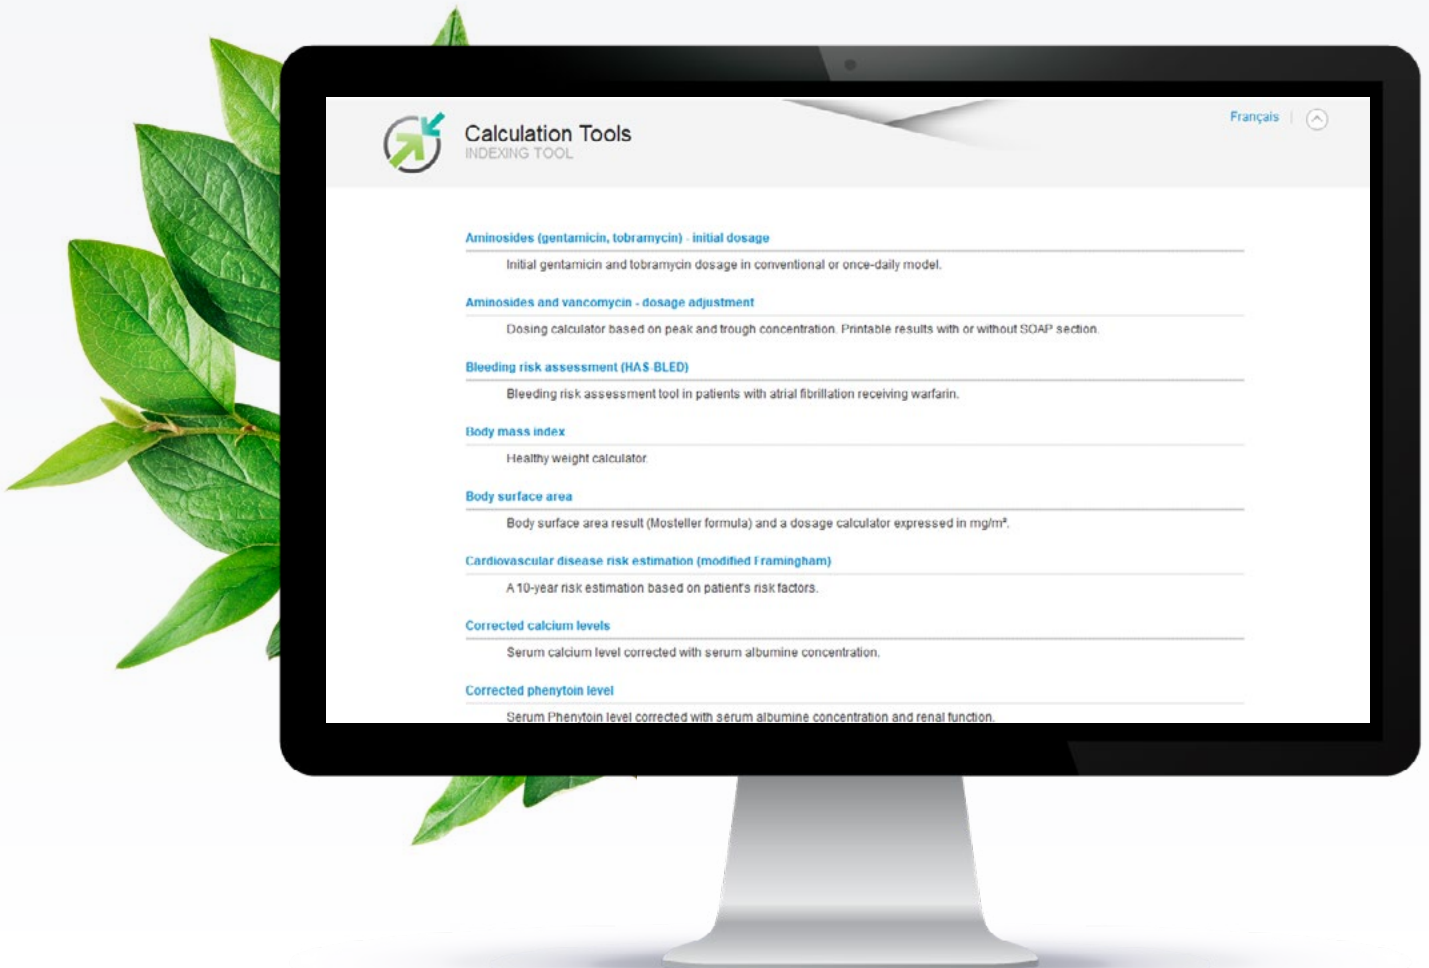 Calculation Tools
INDEXING TOOL
Français
Aminosides (gentamicin, tobramycin) - initial dosage
Initial gentamicin and tobramycin dosage in conventional or once-daily model.
Aminosides and vancomycin - dosage adjustment
Dosing calculator based on peak and trough concentration. Printable results with or without SOAP section.
Bleeding risk assessment (HAS-BLED)
Bleeding risk assessment tool in patients with atrial fibrillation receiving warfarin.
Body mass index
Healthy weight calculator.
Body surface area
Body surface area result (Mosteller formula) and a dosage calculator expressed in mg/m².
Cardiovascular disease risk estimation (modified Framingham)
A 10-year risk estimation based on patient's risk factors.
Corrected calcium levels
Serum calcium level corrected with serum albumine concentration.
Corrected phenytoin level
Serum Phenytoin level corrected with serum albumine concentration and renal function.